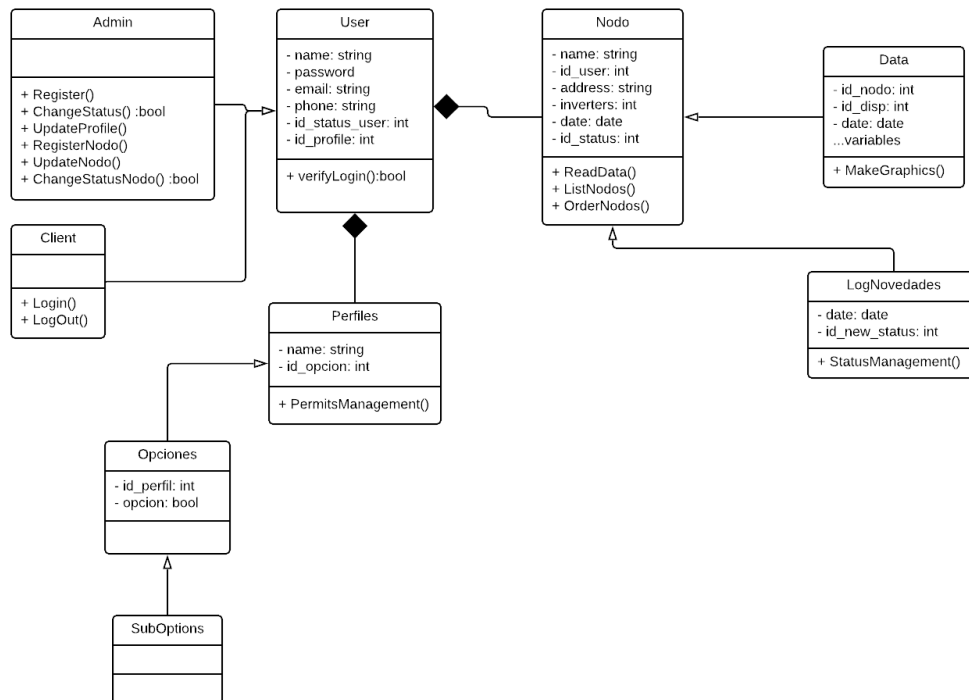 Admin
+ Register()
+ ChangeStatus() :bool
+ UpdateProfile()
+ RegisterNodo()
+ UpdateNodo()
+ ChangeStatusNodo() :bool
User
- name: string
- password
- email: string
- phone: string
- id_status_user: int
- id_profile: int
+ verifyLogin():bool
Nodo
- name: string
- id_user: int
- address: string
- inverters: int
- date: date
- id_status: int
+ ReadData()
+ ListNodos()
+ OrderNodos()
Data
- id_nodo: int
- id_disp: int
- date: date
...variables
+ MakeGraphics()
Client
+ Login()
+ LogOut()
LogNovedades
- date: date
- id_new_status: int
+ StatusManagement()
Perfiles
- name: string
- id_opcion: int
+ PermitsManagement()
Opciones
- id_perfil: int
- opcion: bool
SubOptions